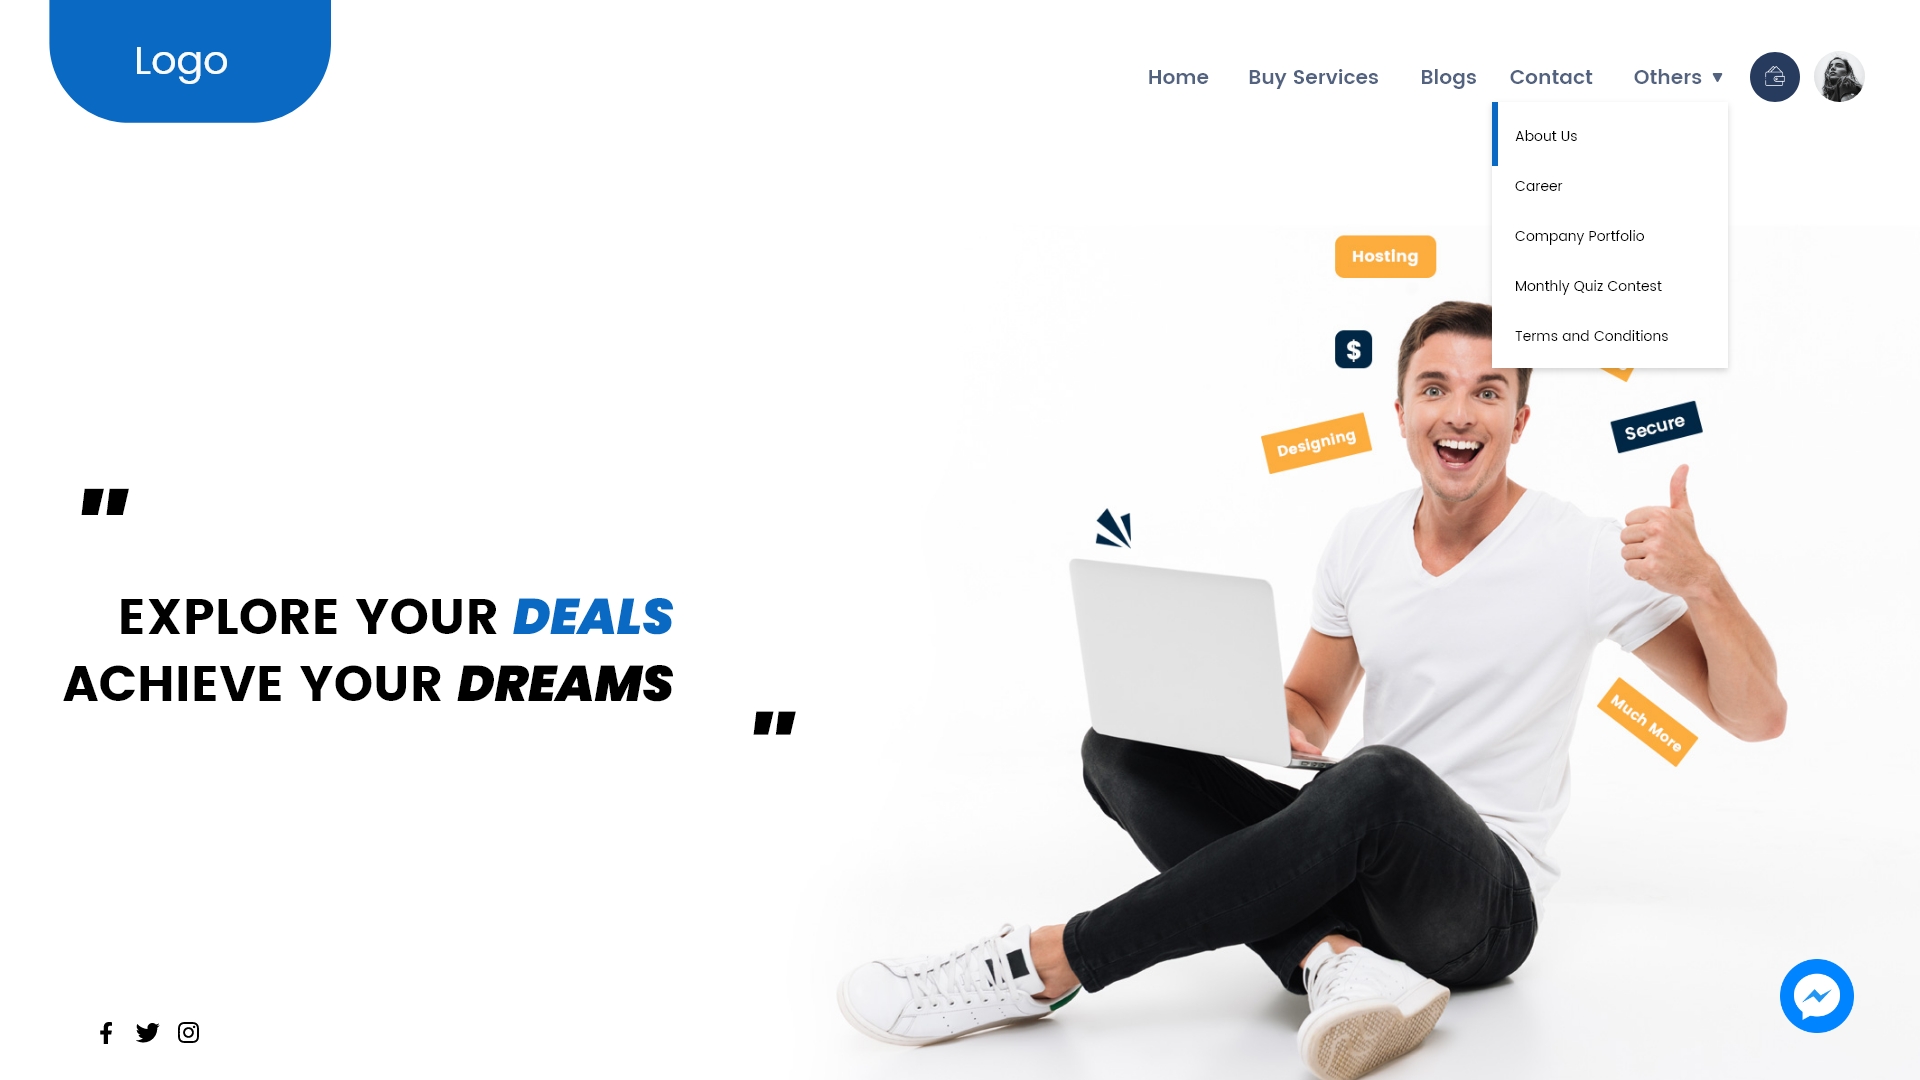 Logo
Home
Buy Services
Blogs
Contact
Others ▼
About Us
Career
Company Portfolio
Monthly Quiz Contest
Terms and Conditions
Hosting
$
Designing
Secure
Much More
"
EXPLORE YOUR DEALS
ACHIEVE YOUR DREAMS
"